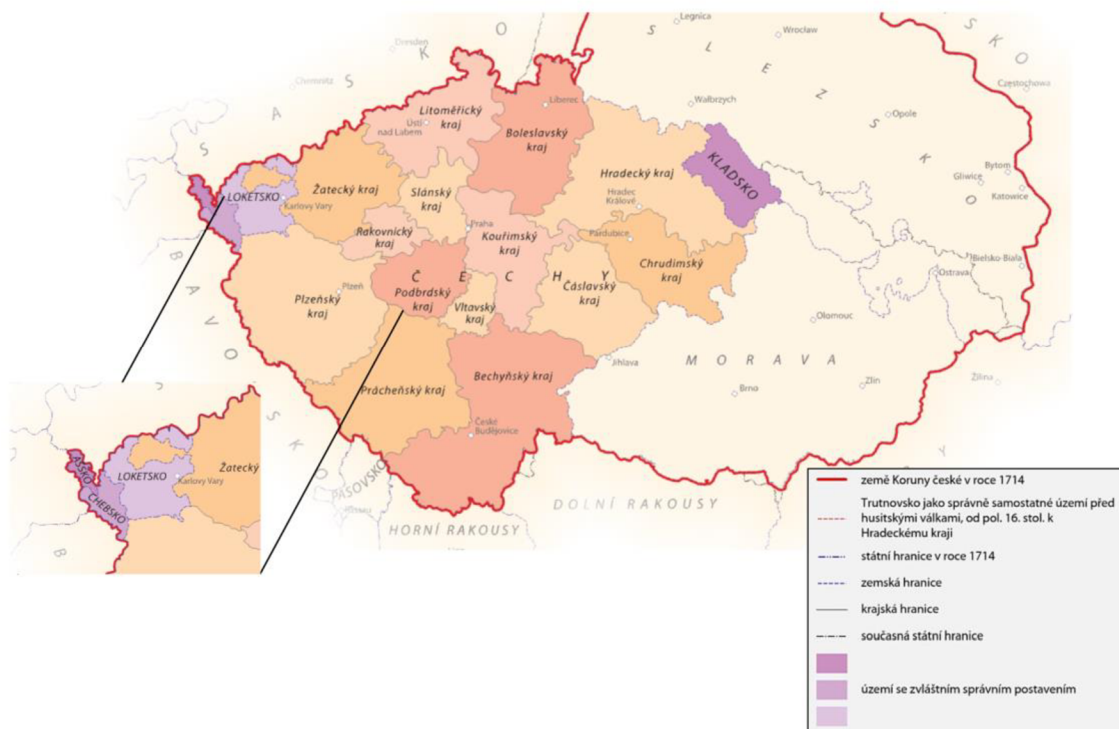 Legnica
Wrocław
Dresden
S L E Z S K O
S K O
Częstochowa
Chemnitz
Wałbrzych
Litoměřický
kraj
Ústí
nad Labem
Liberec
Boleslavský
kraj
Opole
S A S K O
KLADSKO
Bytom
Gliwice
Katowice
Hradecký kraj
Hradec
Králové
LOKETSKO
Karlovy Vary
Žatecký kraj
Slánský
kraj
Praha
Rakovnický
kraj
Kouřimský
kraj
Pardubice
Chrudimský
kraj
Bielsko-Biala
Ostrava
Č E C H Y
Podbrdský
kraj
Čáslavský
kraj
Plzeň
Plzeňský
kraj
Vltavský
kraj
Olomouc
M O R A V A
Jihlava
Bechyňský kraj
Prácheňský kraj
Brno
Zlín
Žilina
České
Budějovice
B A V O R S K O
PASOVSKO
Passau
HORNÍ RAKOUSY
DOLNÍ RAKOUSY
AŠSKO
CHEBSKO
LOKETSKO
Karlovy Vary
Žatecký
B
země Koruny české v roce 1714
Trutnovsko jako správně samostatné území před
husitskými válkami, od pol. 16. stol. k
Hradeckému kraji
státní hranice v roce 1714
zemská hranice
krajská hranice
současná státní hranice
území se zvláštním správním postavením